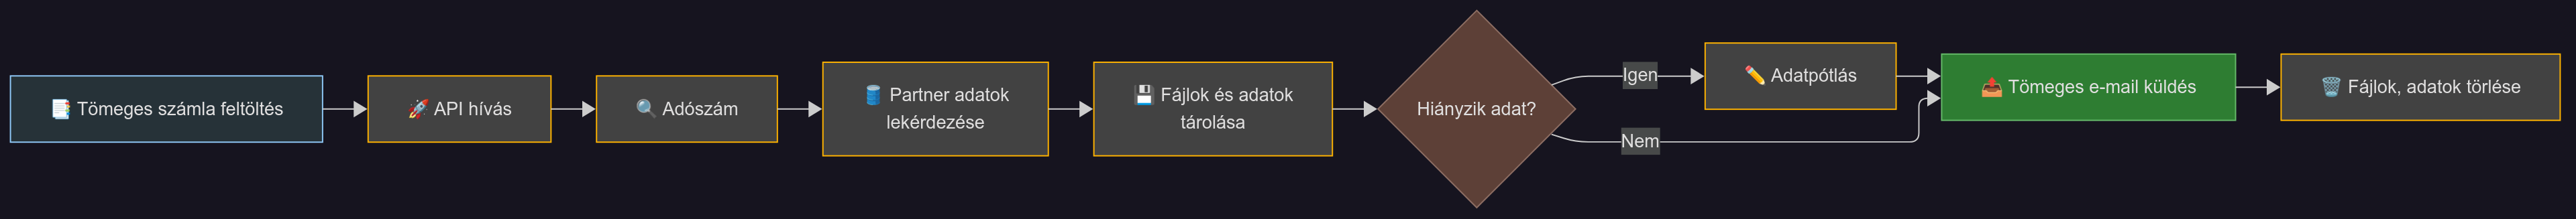 📑 Tömeges számla feltöltés
🚀 API hívás
🔍 Adószám
🛢️ Partner adatok
lekérdezése
💾 Fájlok és adatok
tárolása
Hiányzik adat?
Igen
✏️ Adatpótlás
Nem
📤 Tömeges e-mail küldés
🗑️ Fájlok, adatok törlése